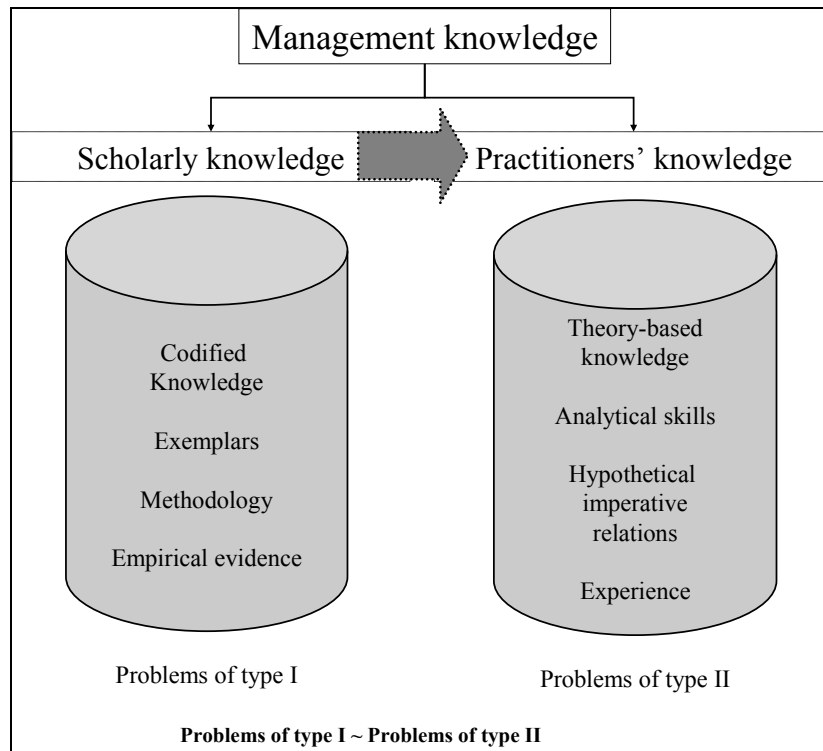 Management knowledge
Scholarly knowledge
Practitioners’ knowledge
Codified
Knowledge
Exemplars
Methodology
Empirical evidence
Theory-based
knowledge
Analytical skills
Hypothetical
imperative
relations
Experience
Problems of type I
Problems of type II
Problems of type I ~ Problems of type II